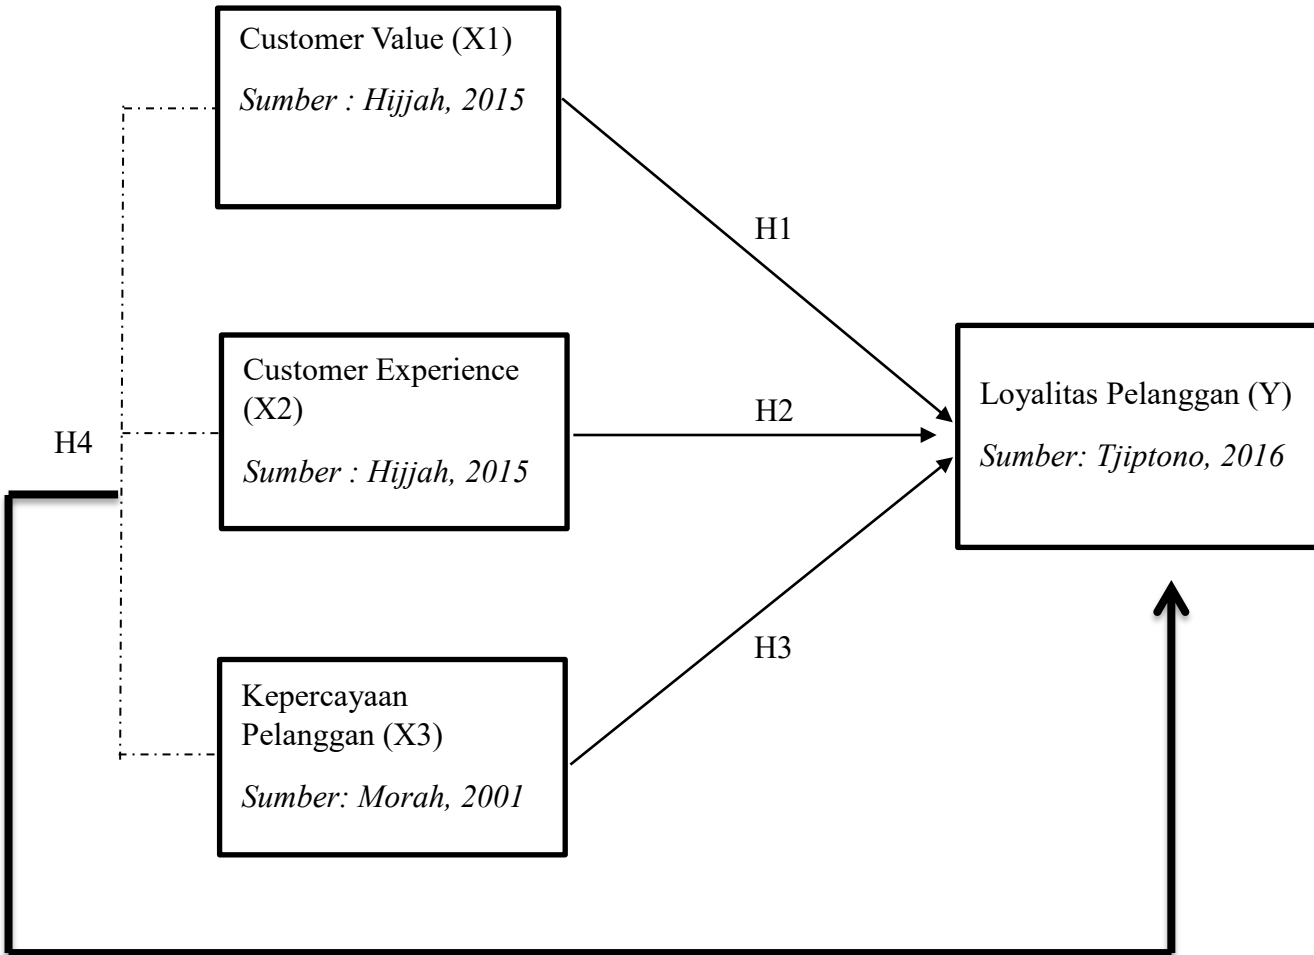 Customer Value (X1)
Sumber : Hijjah, 2015
H1
Customer Experience
(X2)
Sumber : Hijjah, 2015
H2
Loyalitas Pelanggan (Y)
Sumber: Tjiptono, 2016
H4
H3
Kepercayaan
Pelanggan (X3)
Sumber: Morah, 2001